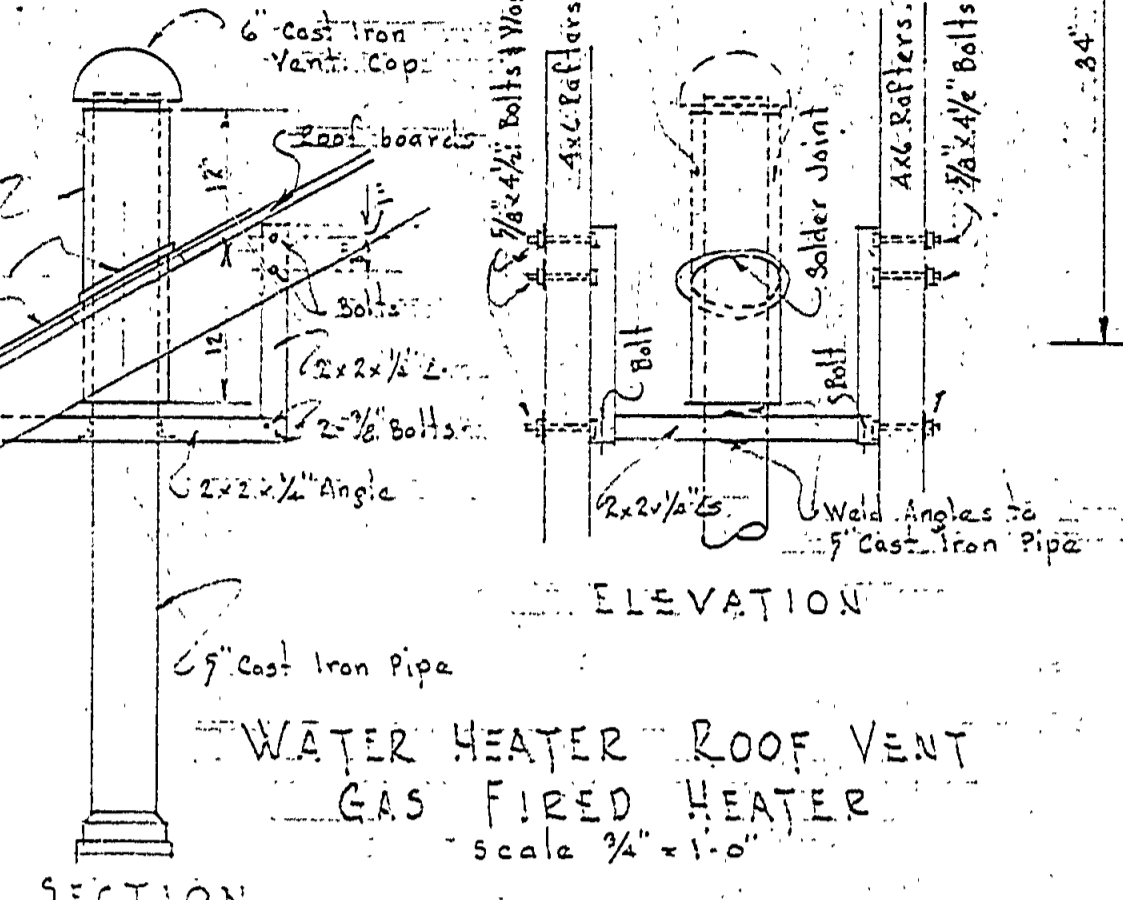 6" Cast Iron
Vent Cap
Roof boards
12"
1"
12
Bolts
2x2x¼" L
2-3/8" Bolts
2x2x¼" Angle
5" Cast Iron Pipe
SECTION
5/8"x4½" Bolts &
4x6 Rafters
Solder Joint
4x6 Rafters.
5/8"x4½" Bolts
34"
Bolt
Bolt
2x2x¼" Ls
Weld Angles to
5" Cast Iron Pipe
ELEVATION
WATER HEATER ROOF VENT
GAS FIRED HEATER
Scale ¾" = 1'-0"